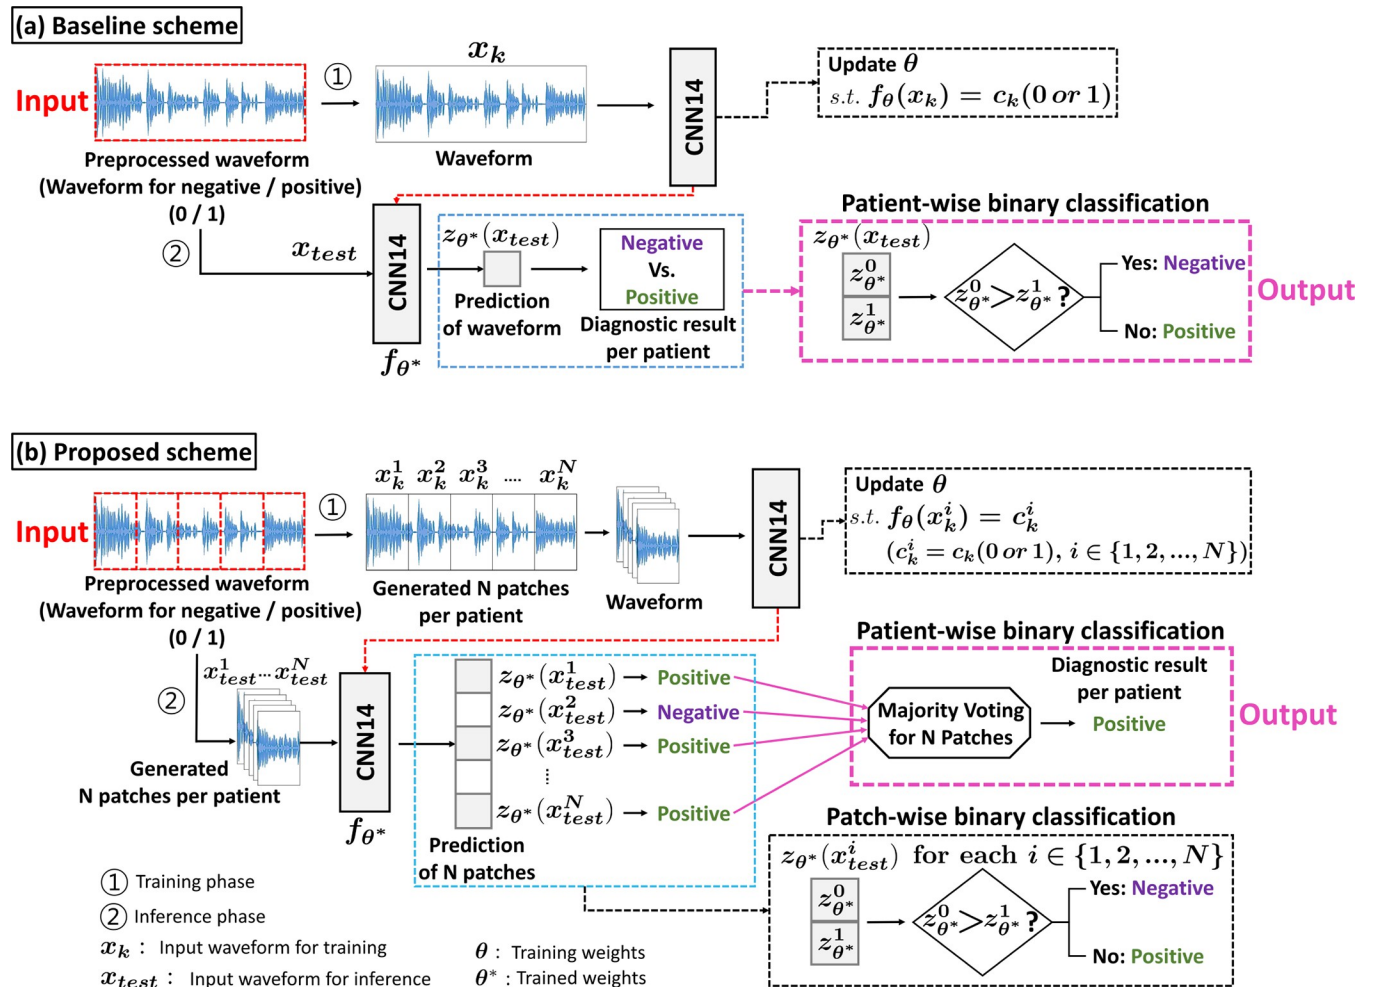 (a) Baseline scheme
Input
①
x_k
Preprocessed waveform
(Waveform for negative / positive)
(0 / 1)
Waveform
CNN14
Update θ
s.t. f_θ(x_k) = c_k(0 or 1)
②
x_test
CNN14
f_θ*
z_θ*(x_test)
Prediction
of waveform
Negative
Vs.
Positive
Diagnostic result
per patient
Patient-wise binary classification
z_θ*(x_test)
z^0_θ*
z^1_θ*
z^0_θ* > z^1_θ* ?
Yes: Negative
No: Positive
Output
(b) Proposed scheme
Input
①
x^1_k x^2_k x^3_k .... x^N_k
Preprocessed waveform
(Waveform for negative / positive)
(0 / 1)
Generated N patches
per patient
Waveform
CNN14
Update θ
s.t. f_θ(x^i_k) = c^i_k
(c^i_k = c_k(0 or 1), i ∈ {1, 2, ..., N})
②
x^1_test ... x^N_test
Generated
N patches per patient
CNN14
f_θ*
z_θ*(x^1_test) Positive
z_θ*(x^2_test) Negative
z_θ*(x^3_test) Positive
⋮
z_θ*(x^N_test) Positive
Prediction
of N patches
Patient-wise binary classification
Majority Voting
for N Patches
Diagnostic result
per patient
Positive
Output
Patch-wise binary classification
z_θ*(x^i_test) for each i ∈ {1, 2, ..., N}
z^0_θ*
z^1_θ*
z^0_θ* > z^1_θ* ?
Yes: Negative
No: Positive
① Training phase
② Inference phase
x_k : Input waveform for training
x_test : Input waveform for inference
θ : Training weights
θ* : Trained weights